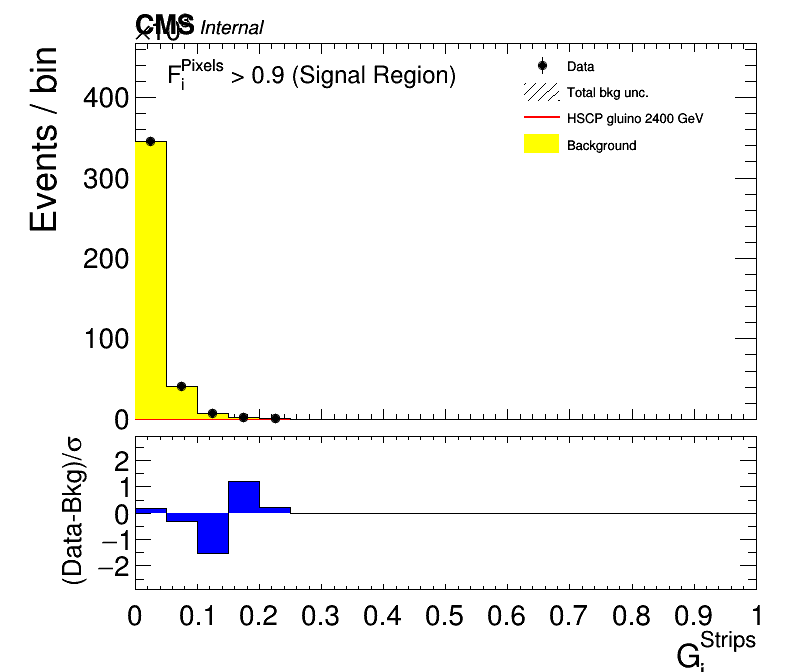 CMS Internal
Events / bin
F_i^Pixels > 0.9 (Signal Region)
Data
Total bkg unc.
HSCP gluino 2400 GeV
Background
400
300
200
100
0
(Data-Bkg)/σ
2
1
0
−1
−2
0 0.1 0.2 0.3 0.4 0.5 0.6 0.7 0.8 0.9 1
G_i^Strips